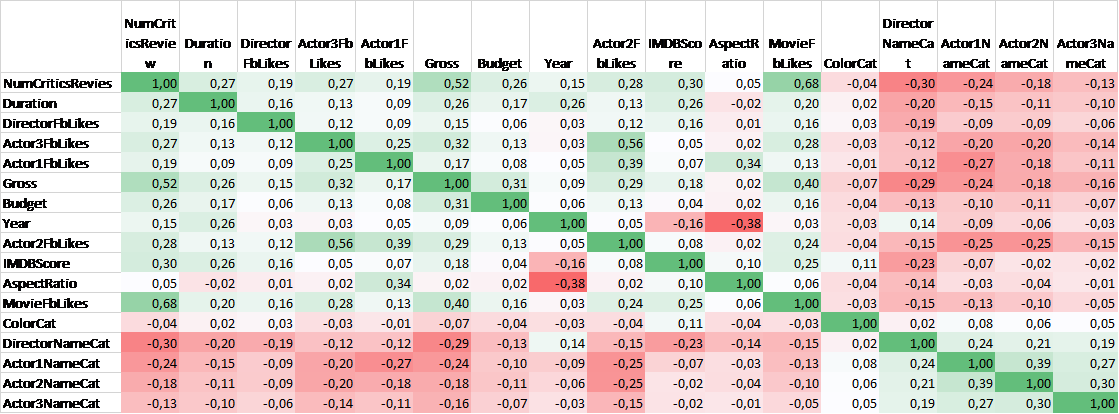 NumCrit Director
icsRevie Duratio Director Actor3Fb Actor1F Actor2F IMDBSco AspectR MovieF NameCa Actor1N Actor2N Actor3Na
w n FbLikes Likes bLikes Gross Budget Year bLikes re atio bLikes ColorCat t ameCat ameCat meCat
NumCriticsRevies 1,00 0,27 0,19 0,27 0,19 0,52 0,26 0,15 0,28 0,30 0,05 0,68 -0,04 -0,30 -0,24 -0,18 -0,13
Duration 0,27 1,00 0,16 0,13 0,09 0,26 0,17 0,26 0,13 0,26 -0,02 0,20 0,02 -0,20 -0,15 -0,11 -0,10
DirectorFbLikes 0,19 0,16 1,00 0,12 0,09 0,15 0,06 0,03 0,12 0,16 0,01 0,16 0,03 -0,19 -0,09 -0,09 -0,06
Actor3FbLikes 0,27 0,13 0,12 1,00 0,25 0,32 0,13 0,03 0,56 0,05 0,02 0,28 -0,03 -0,12 -0,20 -0,20 -0,14
Actor1FbLikes 0,19 0,09 0,09 0,25 1,00 0,17 0,08 0,05 0,39 0,07 0,34 0,13 -0,01 -0,12 -0,27 -0,18 -0,11
Gross 0,52 0,26 0,15 0,32 0,17 1,00 0,31 0,09 0,29 0,18 0,02 0,40 -0,07 -0,29 -0,24 -0,18 -0,16
Budget 0,26 0,17 0,06 0,13 0,08 0,31 1,00 0,06 0,13 0,04 0,02 0,16 -0,04 -0,13 -0,10 -0,11 -0,07
Year 0,15 0,26 0,03 0,03 0,05 0,09 0,06 1,00 0,05 -0,16 -0,38 0,03 -0,03 0,14 -0,09 -0,06 -0,03
Actor2FbLikes 0,28 0,13 0,12 0,56 0,39 0,29 0,13 0,05 1,00 0,08 0,02 0,24 -0,04 -0,15 -0,25 -0,25 -0,15
IMDBScore 0,30 0,26 0,16 0,05 0,07 0,18 0,04 -0,16 0,08 1,00 0,10 0,25 0,11 -0,23 -0,07 -0,02 -0,02
AspectRatio 0,05 -0,02 0,01 0,02 0,34 0,02 0,02 -0,38 0,02 0,10 1,00 0,06 -0,04 -0,14 -0,03 -0,04 -0,01
MovieFbLikes 0,68 0,20 0,16 0,28 0,13 0,40 0,16 0,03 0,24 0,25 0,06 1,00 -0,03 -0,15 -0,13 -0,10 -0,05
ColorCat -0,04 0,02 0,03 -0,03 -0,01 -0,07 -0,04 -0,03 -0,04 0,11 -0,04 -0,03 1,00 0,02 0,08 0,06 0,05
DirectorNameCat -0,30 -0,20 -0,19 -0,12 -0,12 -0,29 -0,13 0,14 -0,15 -0,23 -0,14 -0,15 0,02 1,00 0,24 0,21 0,19
Actor1NameCat -0,24 -0,15 -0,09 -0,20 -0,27 -0,24 -0,10 -0,09 -0,25 -0,07 -0,03 -0,13 0,08 0,24 1,00 0,39 0,27
Actor2NameCat -0,18 -0,11 -0,09 -0,20 -0,18 -0,18 -0,11 -0,06 -0,25 -0,02 -0,04 -0,10 0,06 0,21 0,39 1,00 0,30
Actor3NameCat -0,13 -0,10 -0,06 -0,14 -0,11 -0,16 -0,07 -0,03 -0,15 -0,02 -0,01 -0,05 0,05 0,19 0,27 0,30 1,00